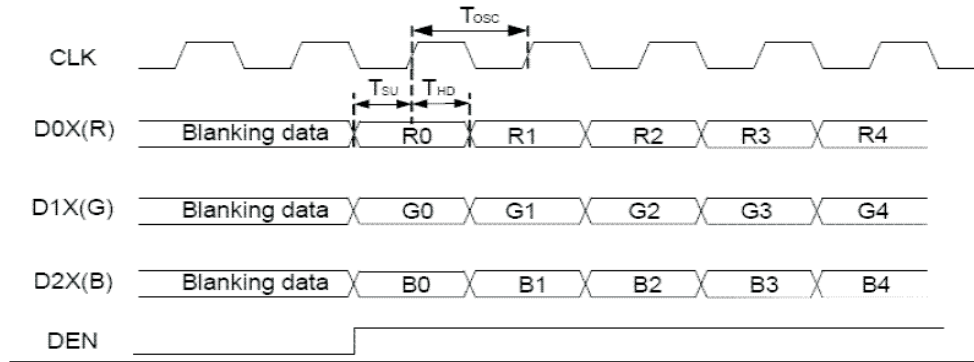 Tosc
CLK
TSU THD
D0X(R) Blanking data R0 R1 R2 R3 R4
D1X(G) Blanking data G0 G1 G2 G3 G4
D2X(B) Blanking data B0 B1 B2 B3 B4
DEN